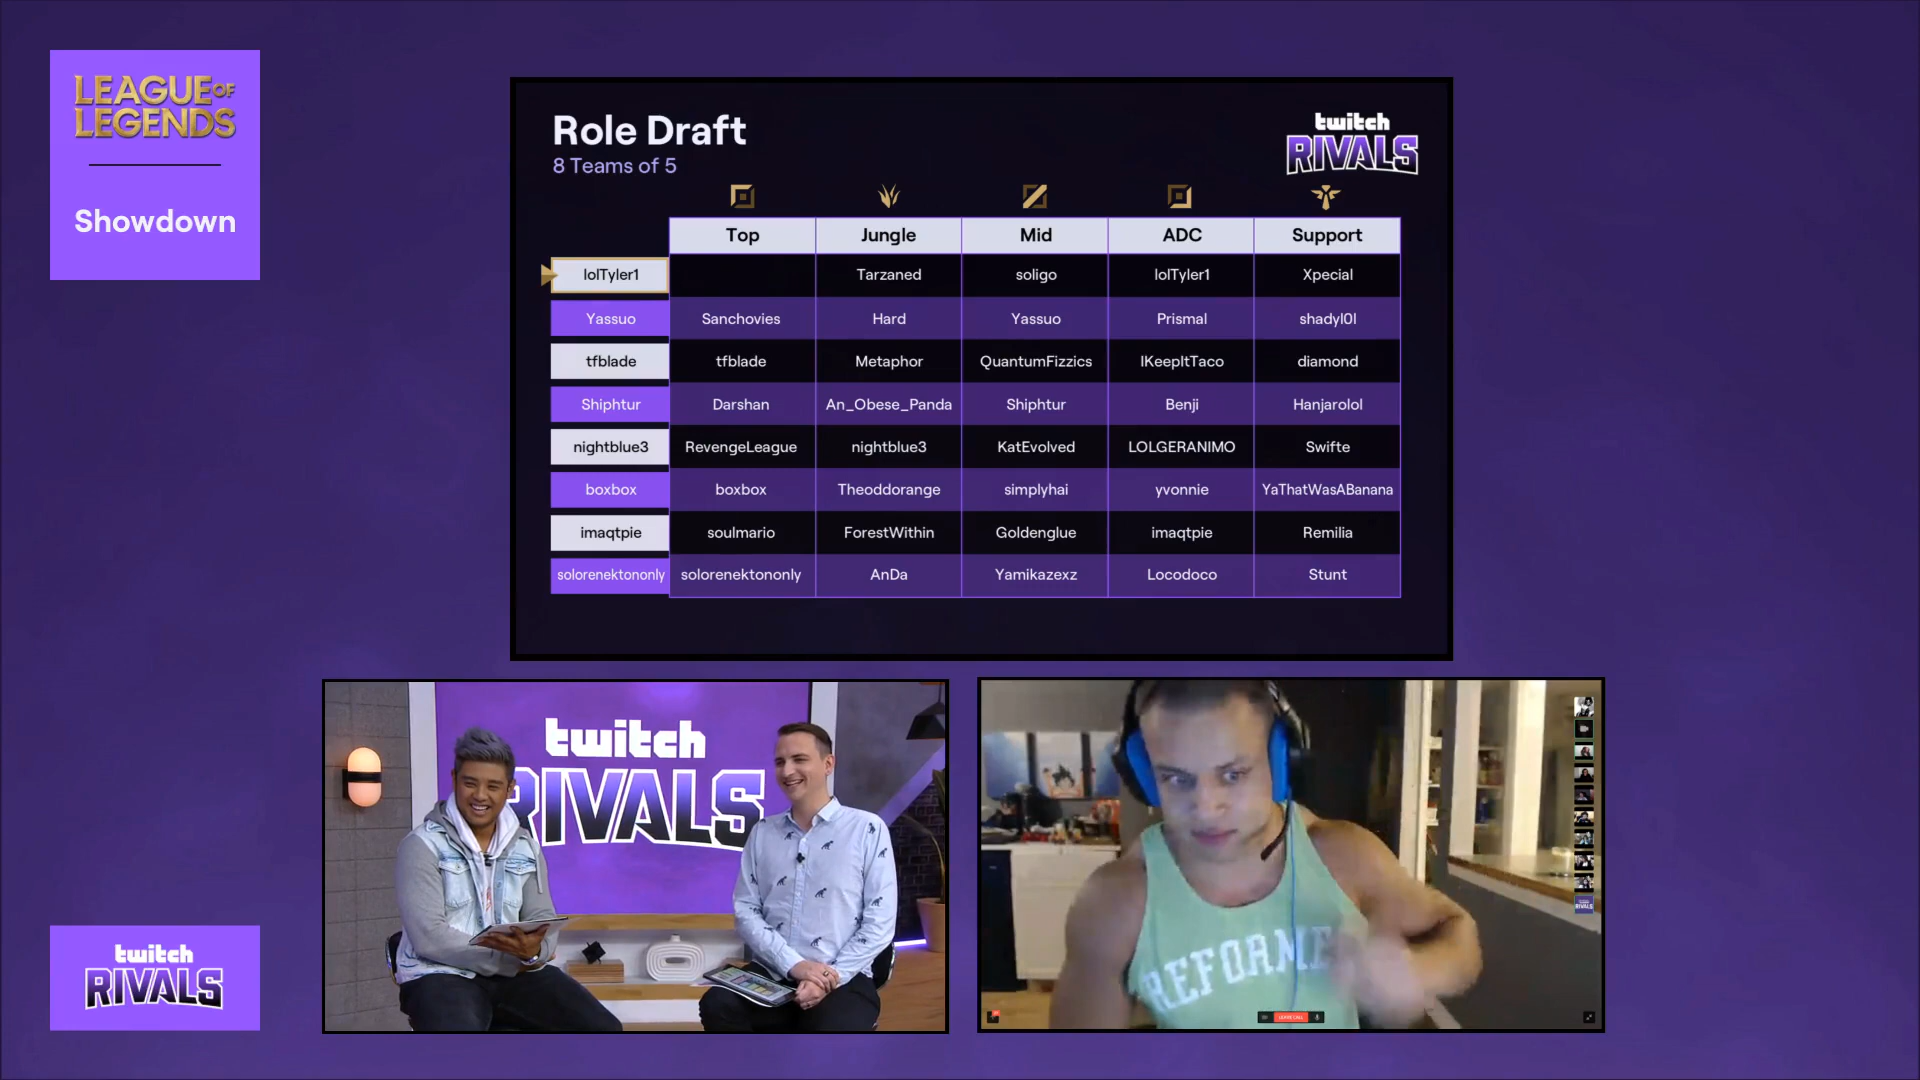 LEAGUE OF
LEGENDS
Showdown
Role Draft
8 Teams of 5
twitch
RIVALS
Top Jungle Mid ADC Support
lolTyler1 Tarzaned soligo lolTyler1 Xpecial
Yassuo Sanchovies Hard Yassuo Prismal shadyl0l
tfblade tfblade Metaphor QuantumFizzics IKeepItTaco diamond
Shiphtur Darshan An_Obese_Panda Shiphtur Benji Hanjarolol
nightblue3 RevengeLeague nightblue3 KatEvolved LOLGERANIMO Swifte
boxbox boxbox Theoddorange simplyhai yvonnie YaThatWasABanana
imaqtpie soulmario ForestWithin Goldenglue imaqtpie Remilia
solorenektononly solorenektononly AnDa Yamikazexz Locodoco Stunt
twitch
RIVALS
REFORME
LEAVE CALL
RIVALS
twitch
RIVALS